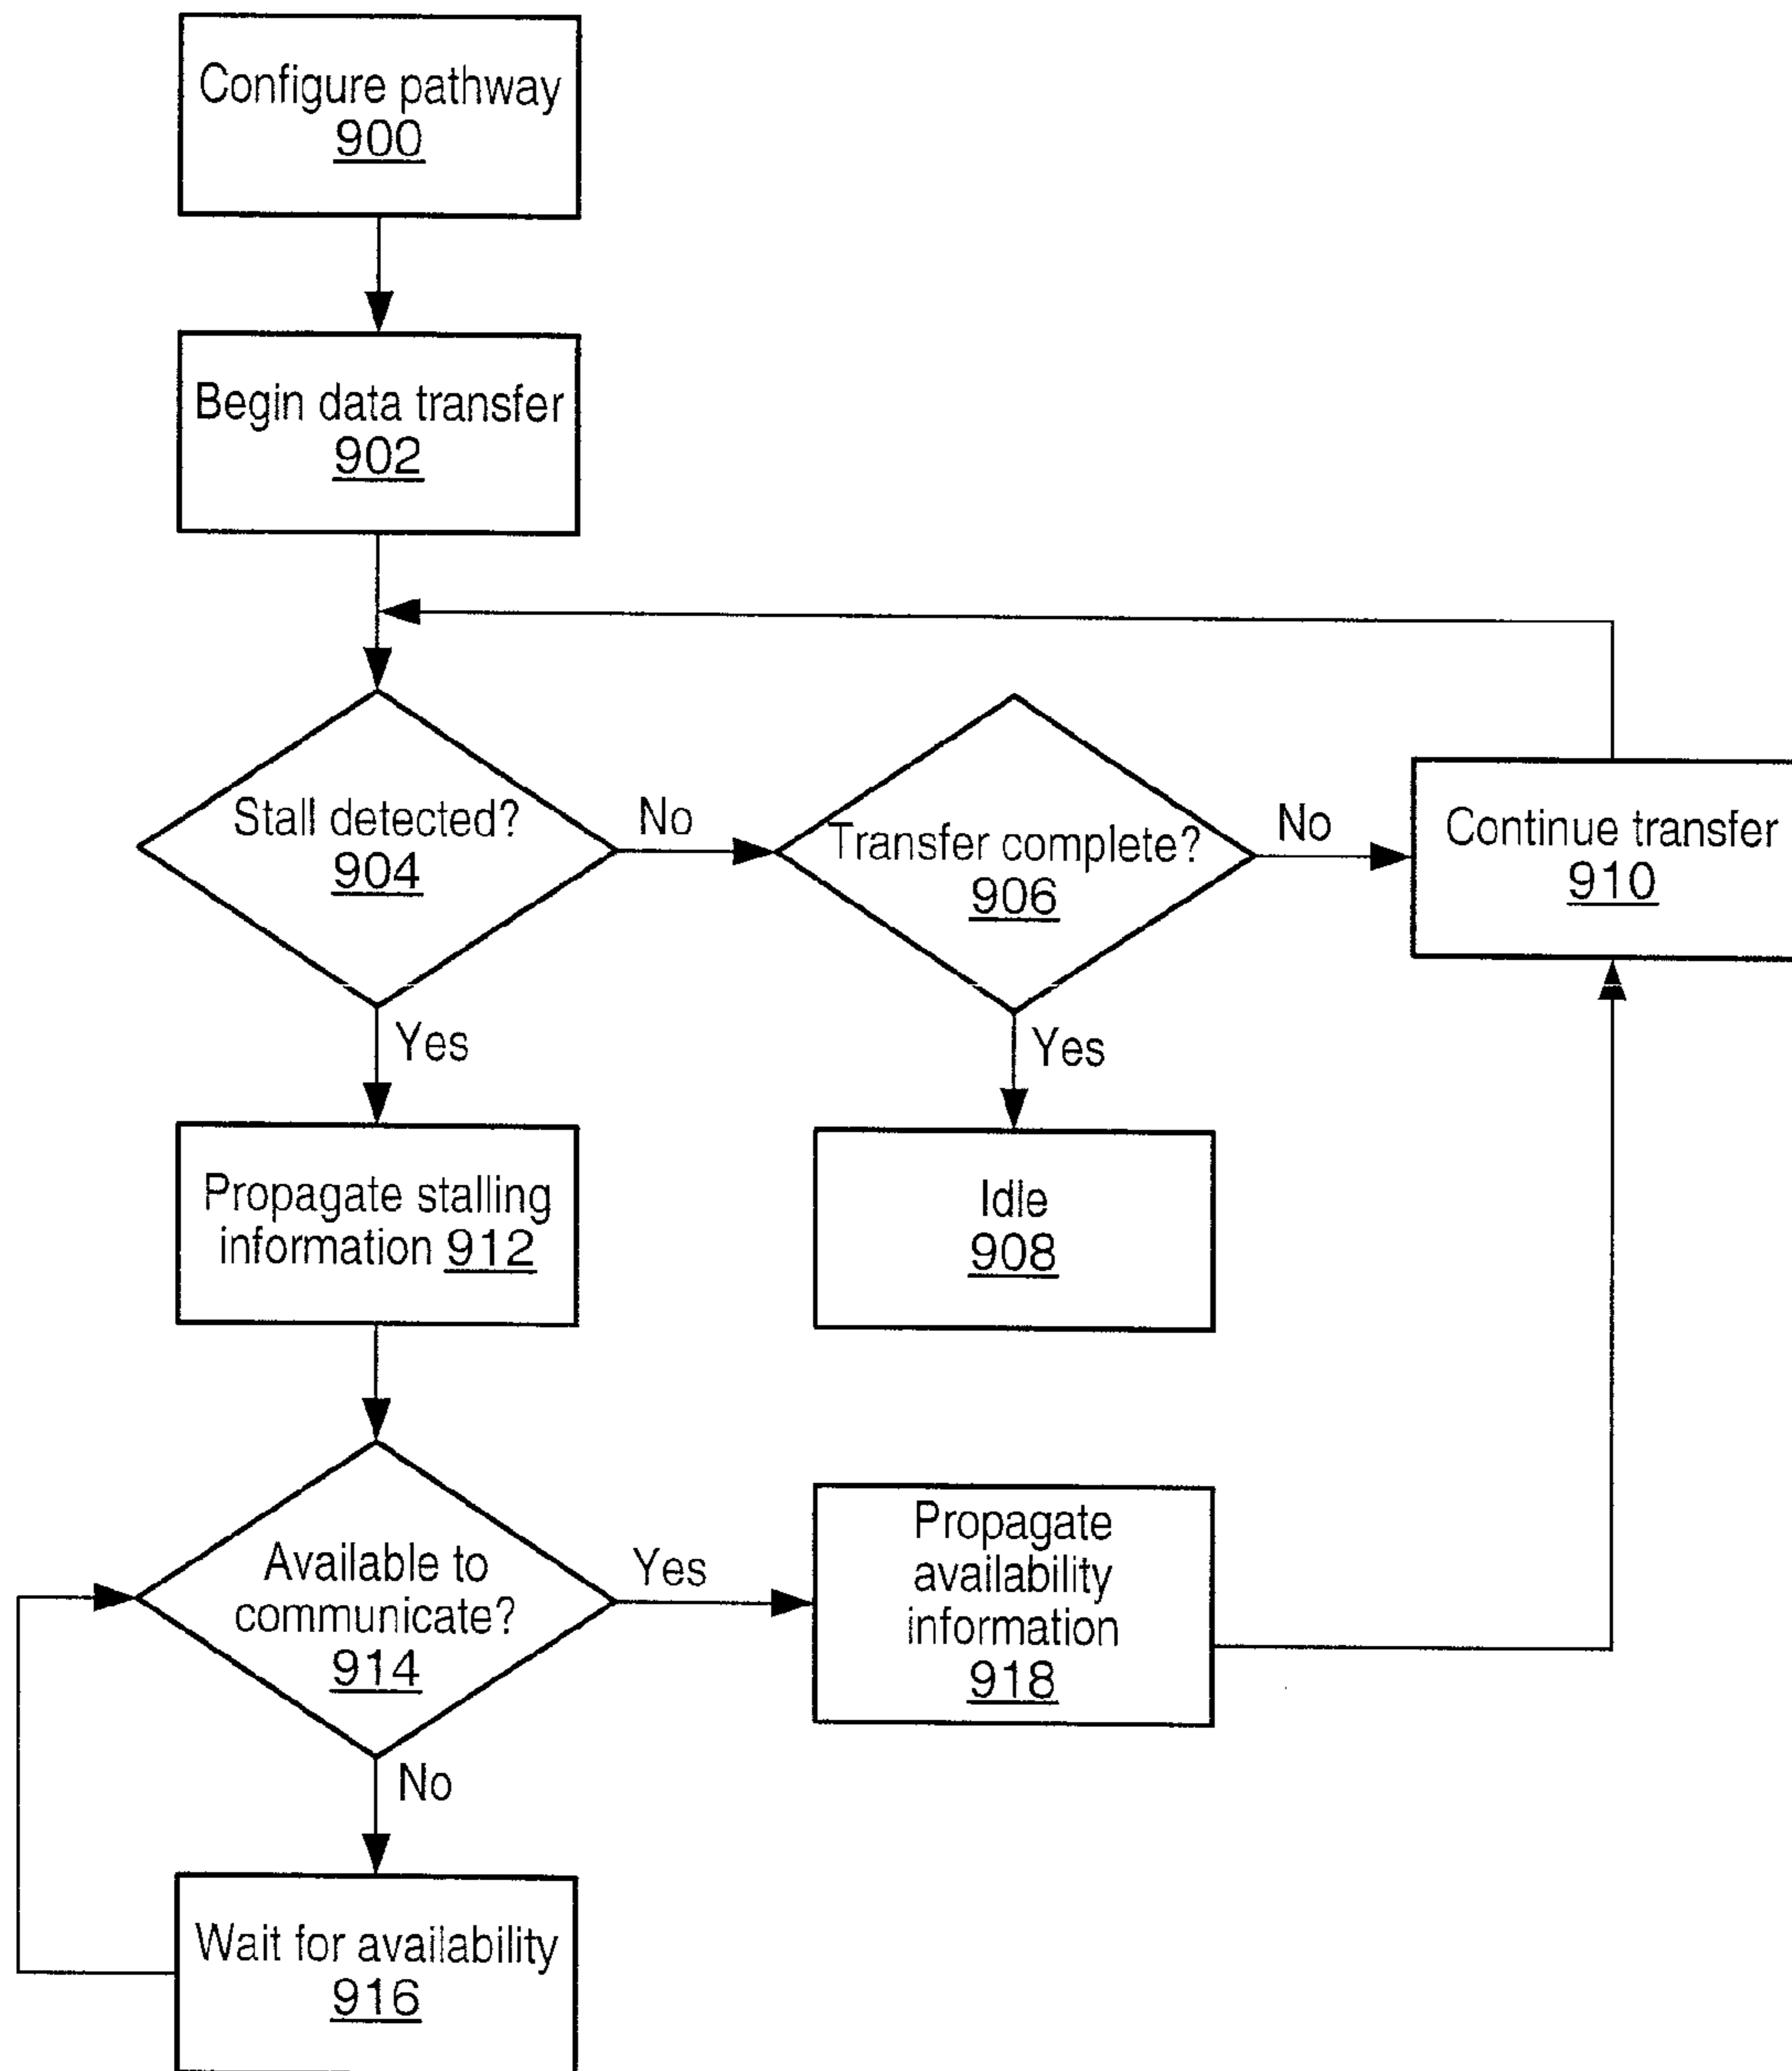 Configure pathway
900
Begin data transfer
902
Stall detected?
904
No
Transfer complete?
906
No
Continue transfer
910
Yes
Yes
Propagate stalling
information 912
Idle
908
Available to
communicate?
914
Yes
Propagate
availability
information
918
No
Wait for availability
916